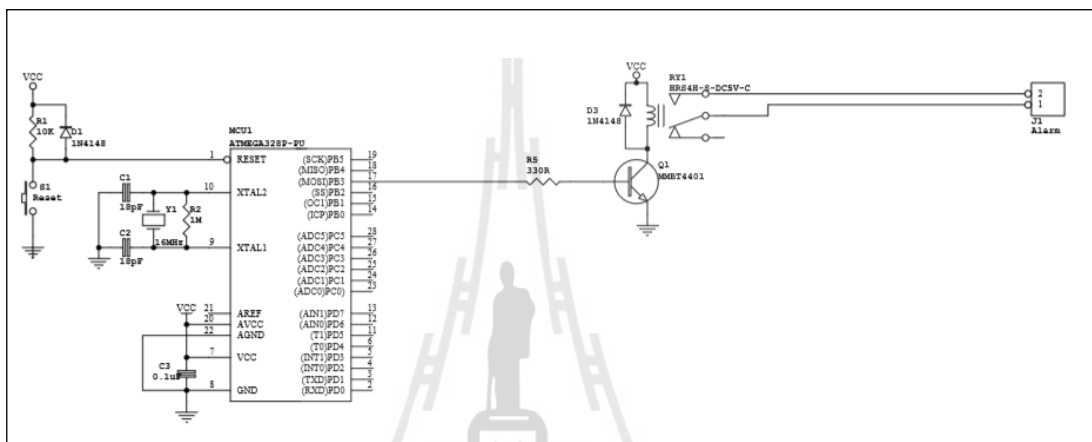 VCC
R1
10K
D1
1N4148
S1
Reset
C1
18pF
C2
18pF
Y1
16MHz
R2
1M
VCC
C3
0.1uF
MCU1
ATMEGA328P-PU
1 RESET
10 XTAL2
9 XTAL1
21 AREF
20 AVCC
22 AGND
7 VCC
8 GND
(SCK)PB5 19
(MISO)PB4 18
(MOSI)PB3 17
(SS)PB2 16
(OC1)PB1 15
(ICP)PB0 14
(ADC5)PC5 28
(ADC4)PC4 27
(ADC3)PC3 26
(ADC2)PC2 25
(ADC1)PC1 24
(ADC0)PC0 23
(AIN1)PD7 13
(AIN0)PD6 12
(T1)PD5 11
(T0)PD4 6
(INT1)PD3 5
(INT0)PD2 4
(TXD)PD1 3
(RXD)PD0 2
R5
330R
VCC
D3
1N4148
RY1
HRS4H-S-DC5V-C
Q1
MMBT4401
2
1
J1
Alarm